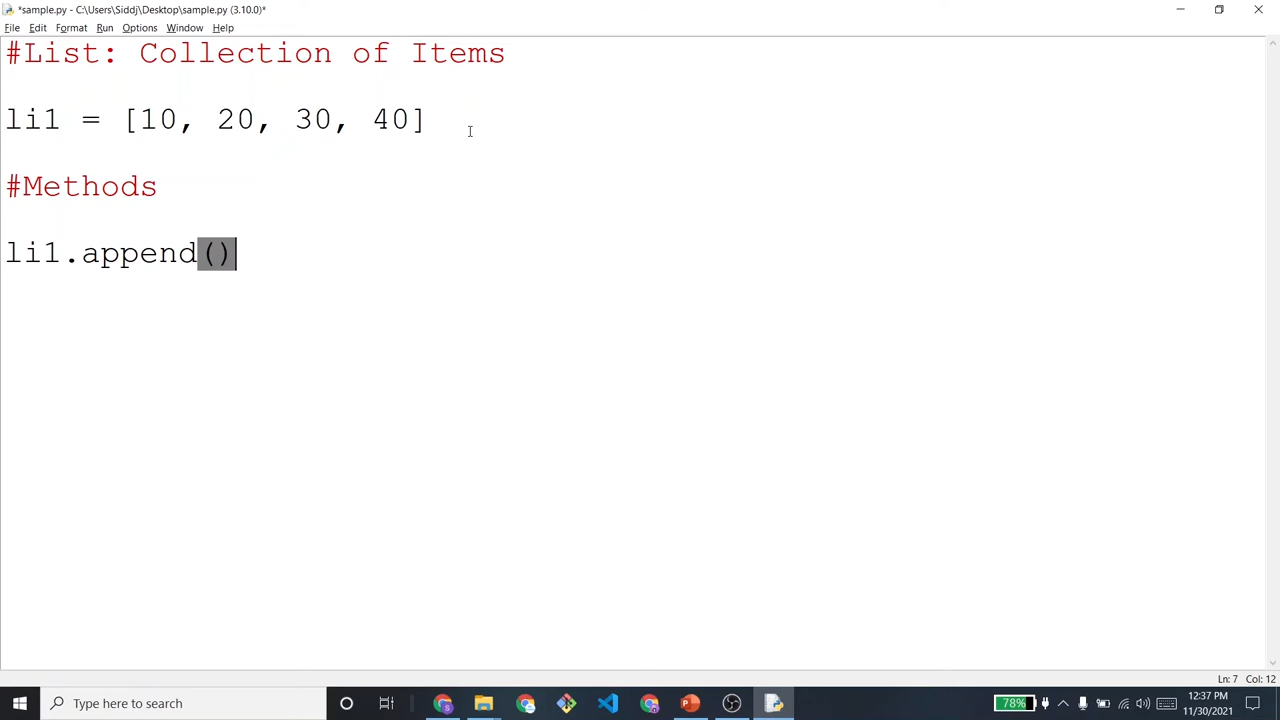 *sample.py - C:\Users\Siddj\Desktop\sample.py (3.10.0)*
File Edit Format Run Options Window Help
#List: Collection of Items
li1 = [10, 20, 30, 40]
#Methods
li1.append()
Ln: 7 Col: 12
Type here to search
78%
12:37 PM
11/30/2021